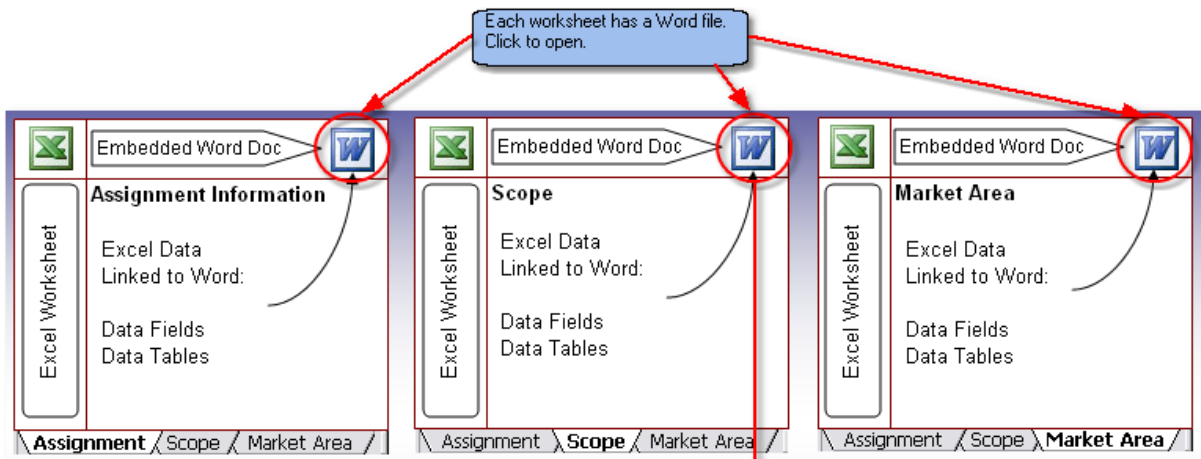 Each worksheet has a Word file.
Click to open.
Embedded Word Doc
W
Assignment Information
Excel Worksheet
Excel Data
Linked to Word:
Data Fields
Data Tables
Assignment Scope Market Area
Embedded Word Doc
W
Scope
Excel Worksheet
Excel Data
Linked to Word:
Data Fields
Data Tables
Assignment Scope Market Area
Embedded Word Doc
W
Market Area
Excel Worksheet
Excel Data
Linked to Word:
Data Fields
Data Tables
Assignment Scope Market Area